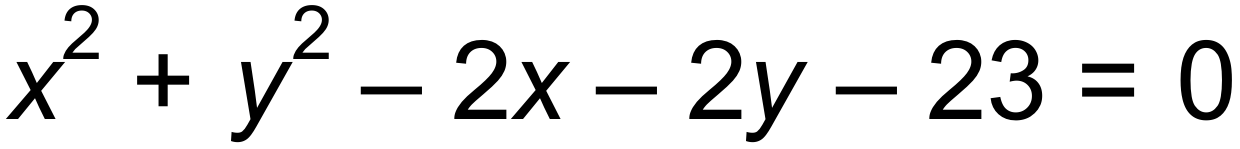 x² + y² – 2x – 2y – 23 = 0